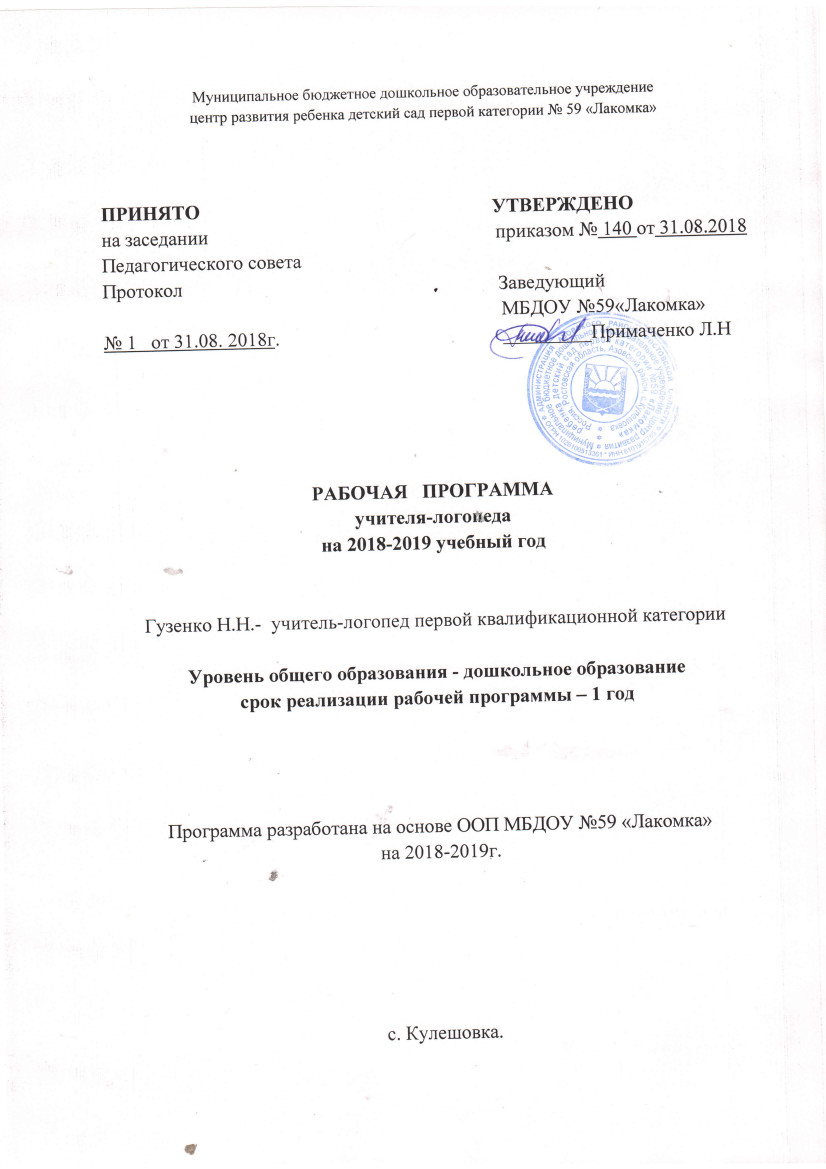 Муниципальное бюджетное дошкольное образовательное учреждение
центр развития ребенка детский сад первой категории № 59 «Лакомка»
ПРИНЯТО
на заседании
Педагогического совета
Протокол
№ 1 от 31.08. 2018г.
УТВЕРЖДЕНО
приказом № 140 от 31.08.2018
Заведующий
МБДОУ №59«Лакомка»
Примаченко Л.Н
РАБОЧАЯ ПРОГРАММА
учителя-логопеда
на 2018-2019 учебный год
Гузенко Н.Н.- учитель-логопед первой квалификационной категории
Уровень общего образования - дошкольное образование
срок реализации рабочей программы – 1 год
Программа разработана на основе ООП МБДОУ №59 «Лакомка»
на 2018-2019г.
с. Кулешовка.